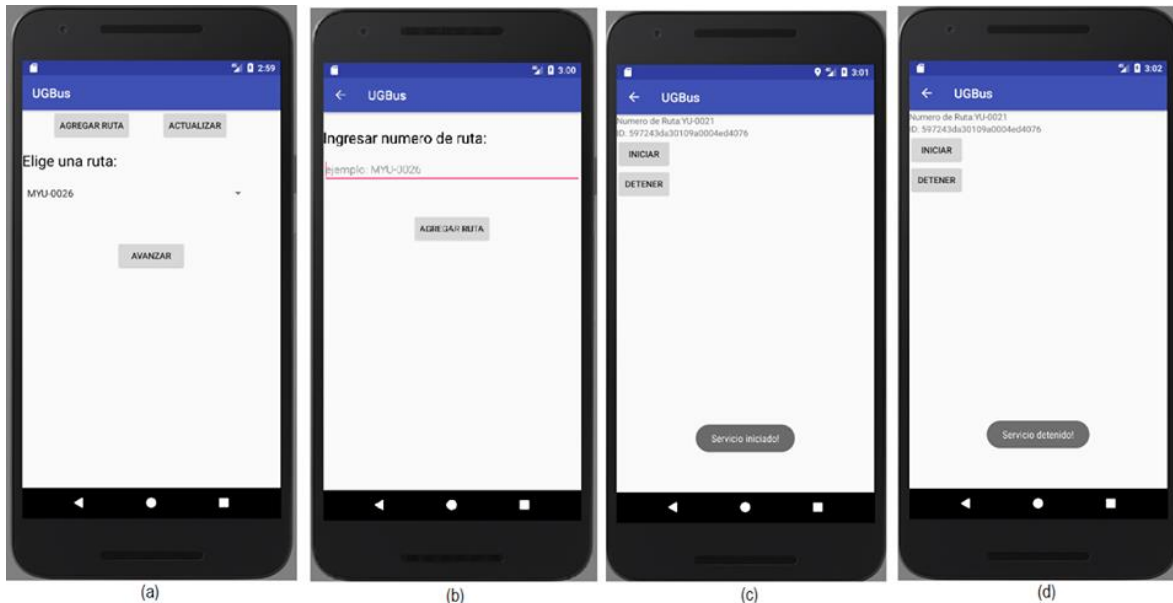 2:59
UGBus
AGREGAR RUTA ACTUALIZAR
Elige una ruta:
MYU-0026
AVANZAR
(a)
3:00
UGBus
Ingresar numero de ruta:
ejemplo: MYU-0026
AGREGAR RUTA
(b)
3:01
UGBus
Numero de Ruta:YU-0021
ID: 597243da30109a0004ed4076
INICIAR
DETENER
Servicio iniciado!
(c)
3:02
UGBus
Numero de Ruta:YU-0021
ID: 597243da30109a0004ed4076
INICIAR
DETENER
Servicio detenido!
(d)